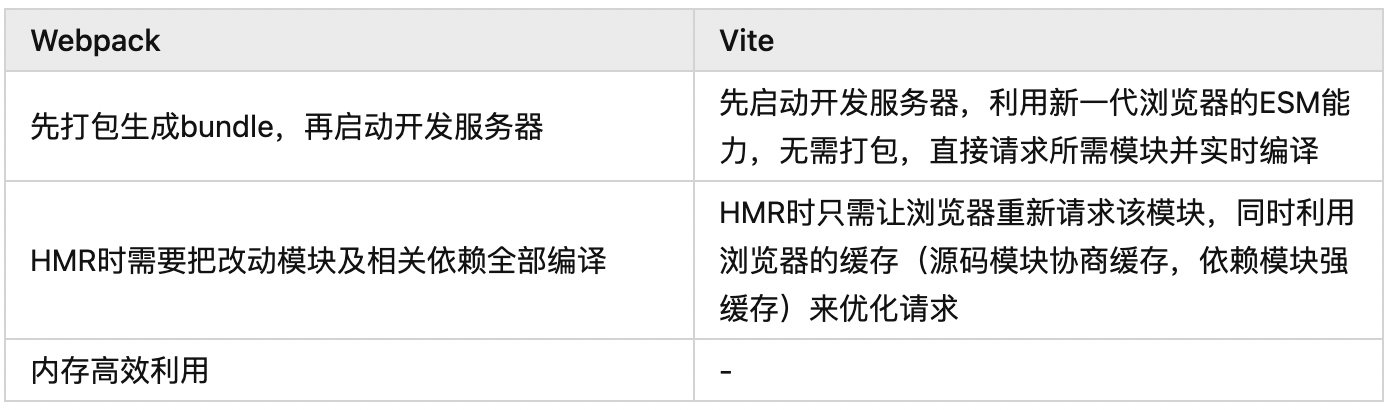 Webpack
Vite
先打包生成bundle，再启动开发服务器
先启动开发服务器，利用新一代浏览器的ESM能
力，无需打包，直接请求所需模块并实时编译
HMR时需要把改动模块及相关依赖全部编译
HMR时只需让浏览器重新请求该模块，同时利用
浏览器的缓存（源码模块协商缓存，依赖模块强
缓存）来优化请求
内存高效利用
-